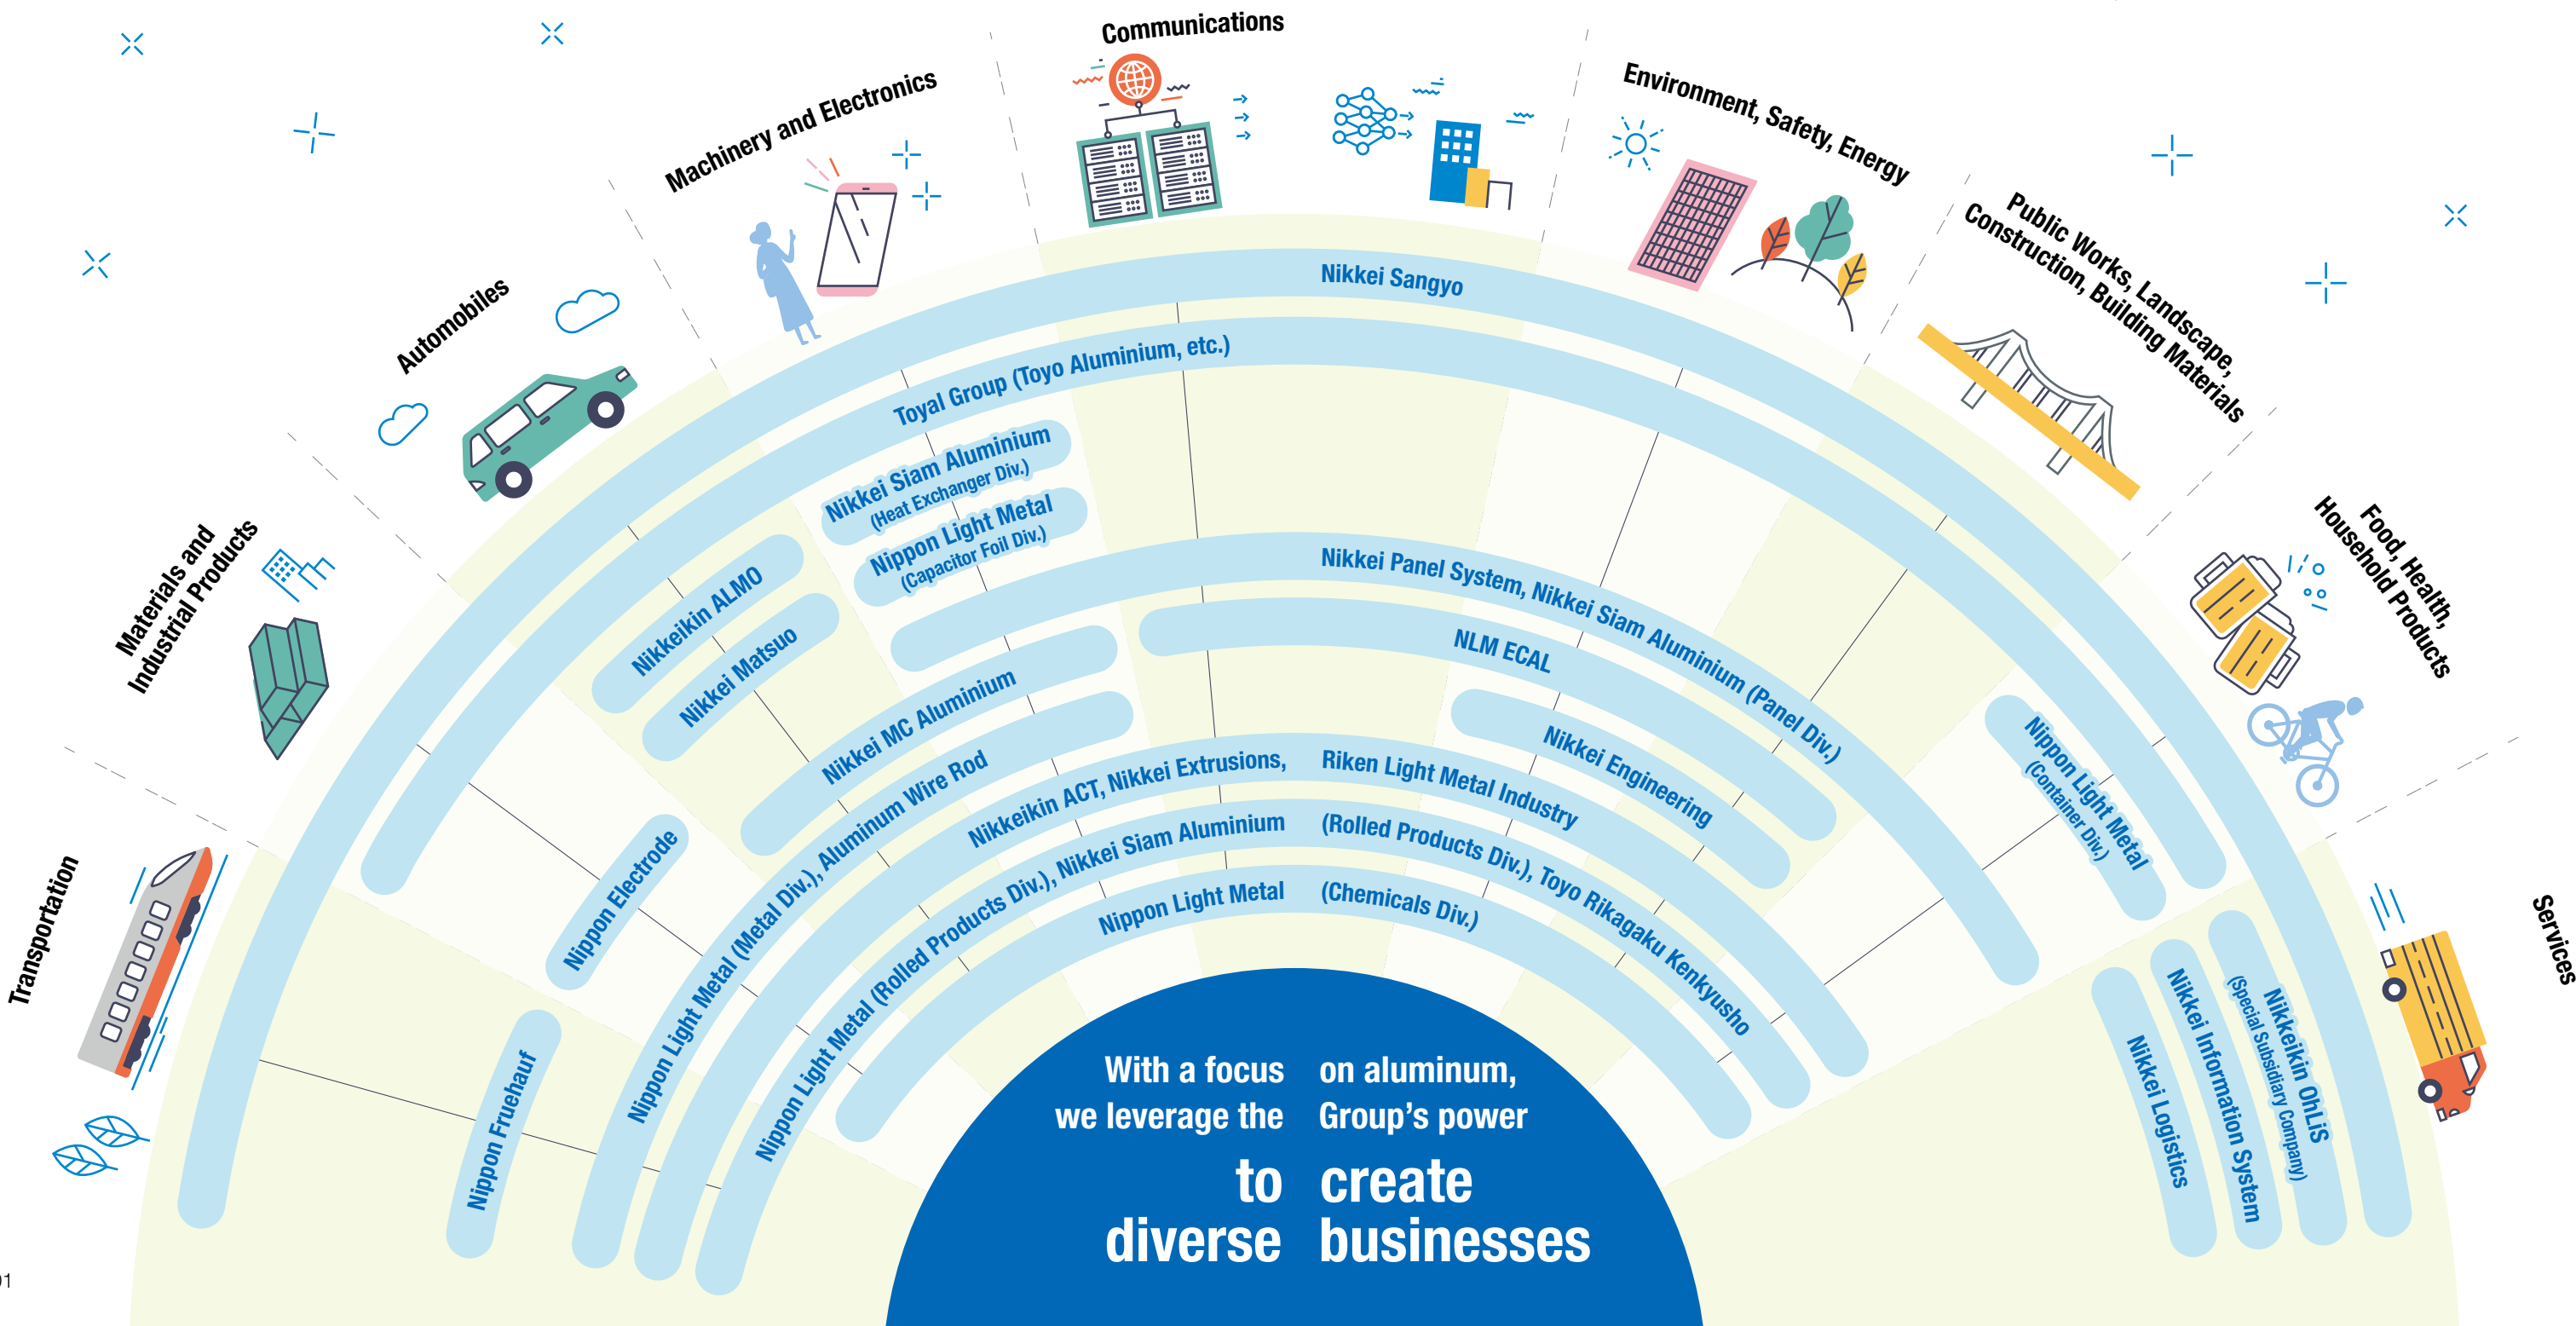 Transportation
Materials and
Industrial Products
Automobiles
Machinery and Electronics
Communications
Environment, Safety, Energy
Public Works, Landscape,
Construction, Building Materials
Food, Health,
Household Products
Services
Nikkei Sangyo
Toyal Group (Toyo Aluminium, etc.)
Nikkei Siam Aluminium
(Heat Exchanger Div.)
Nippon Light Metal
(Capacitor Foil Div.)
Nikkeikin ALMO
Nikkei Matsuo
Nikkei Panel System, Nikkei Siam Aluminium (Panel Div.)
NLM ECAL
Nikkei MC Aluminium
Nikkei Engineering
Nippon Light Metal
(Container Div.)
Nippon Electrode
Nippon Fruehauf
Nippon Light Metal (Metal Div.), Aluminum Wire Rod
Nikkeikin ACT, Nikkei Extrusions, Riken Light Metal Industry
Nippon Light Metal (Rolled Products Div.), Nikkei Siam Aluminium (Rolled Products Div.), Toyo Rikagaku Kenkyusho
Nippon Light Metal (Chemicals Div.)
Nikkei Logistics
Nikkei Information System
Nikkeikin OhLiS
(Special Subsidiary Company)
With a focus on aluminum,
we leverage the Group's power
to create
diverse businesses